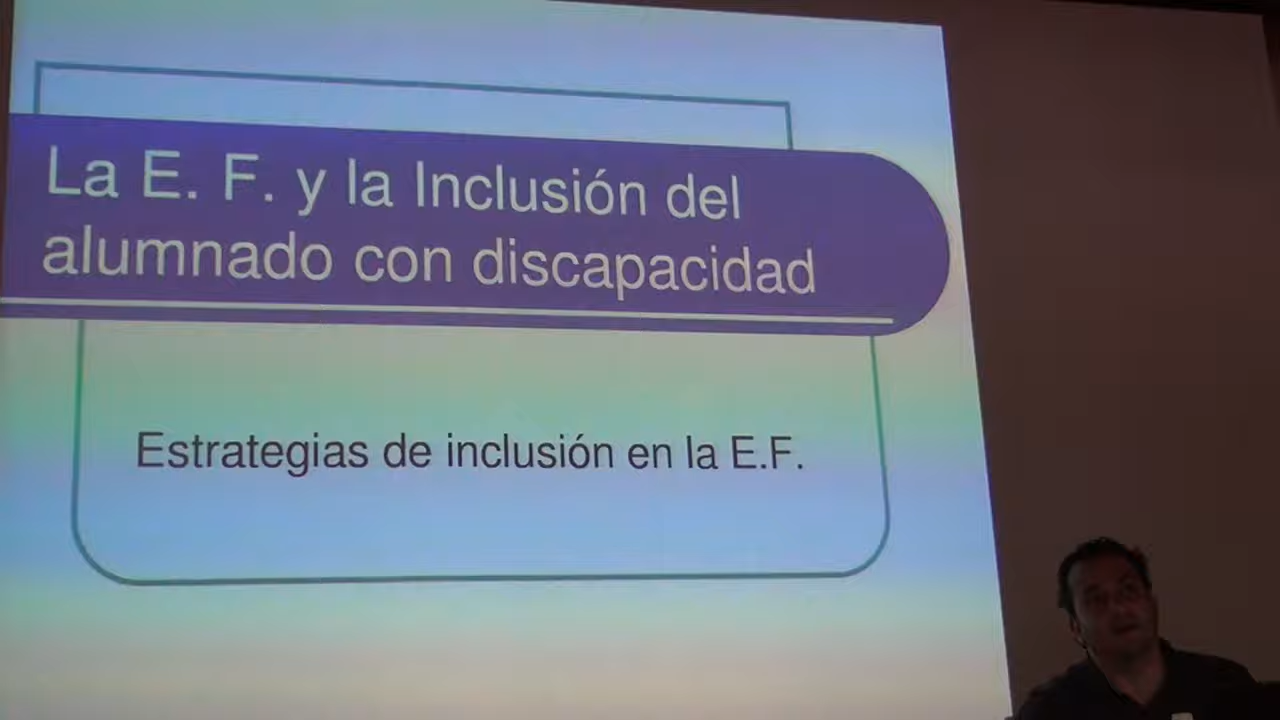 La E. F. y la Inclusión del
alumnado con discapacidad
Estrategias de inclusión en la E.F.